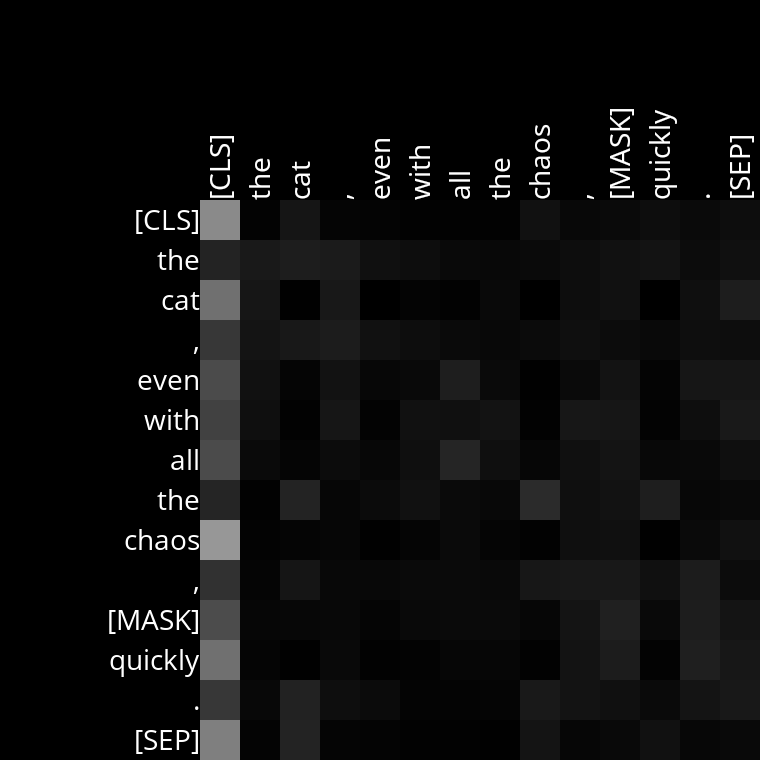 [CLS]
the
cat
,
even
with
all
the
chaos
,
[MASK]
quickly
.
[SEP]
[CLS]
the
cat
,
even
with
all
the
chaos
,
[MASK]
quickly
.
[SEP]